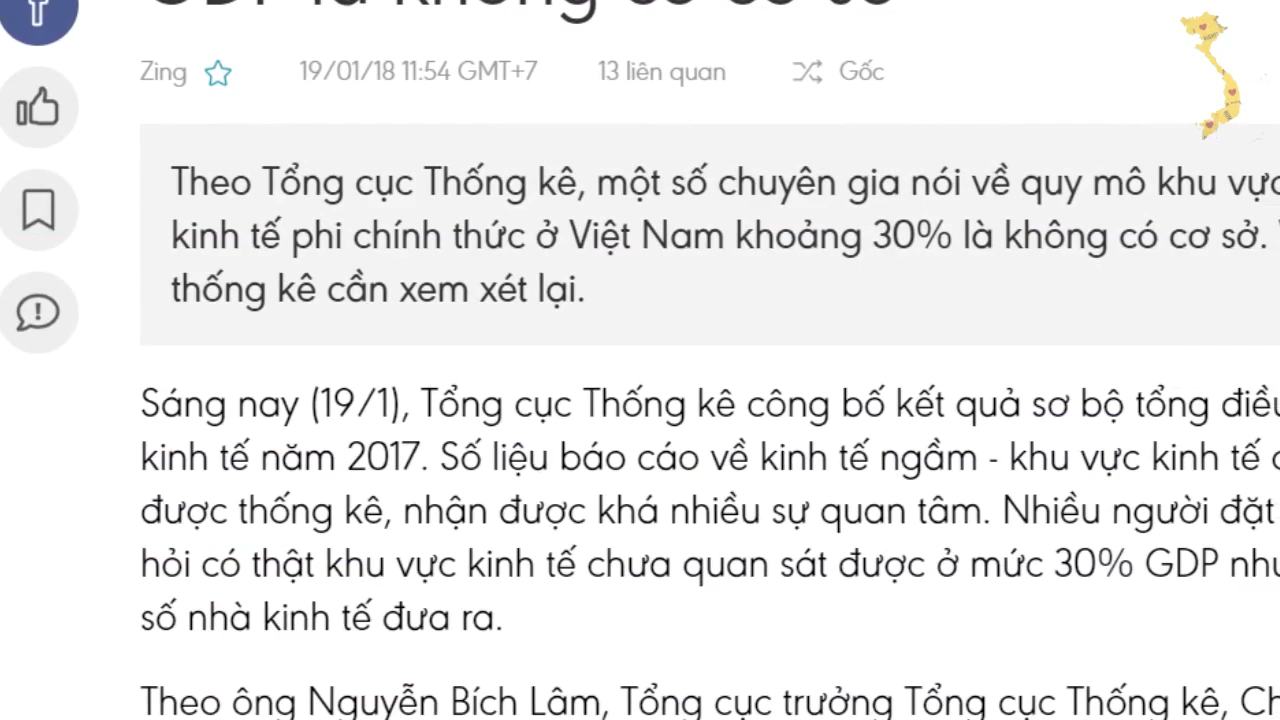 GDP là không có cơ sở
Zing 19/01/18 11:54 GMT+7 13 liên quan Gốc
Theo Tổng cục Thống kê, một số chuyên gia nói về quy mô khu vực
kinh tế phi chính thức ở Việt Nam khoảng 30% là không có cơ sở.
thống kê cần xem xét lại.
Sáng nay (19/1), Tổng cục Thống kê công bố kết quả sơ bộ tổng điều
kinh tế năm 2017. Số liệu báo cáo về kinh tế ngầm - khu vực kinh tế
được thống kê, nhận được khá nhiều sự quan tâm. Nhiều người đặt
hỏi có thật khu vực kinh tế chưa quan sát được ở mức 30% GDP như
số nhà kinh tế đưa ra.
Theo ông Nguyễn Bích Lâm, Tổng cục trưởng Tổng cục Thống kê,